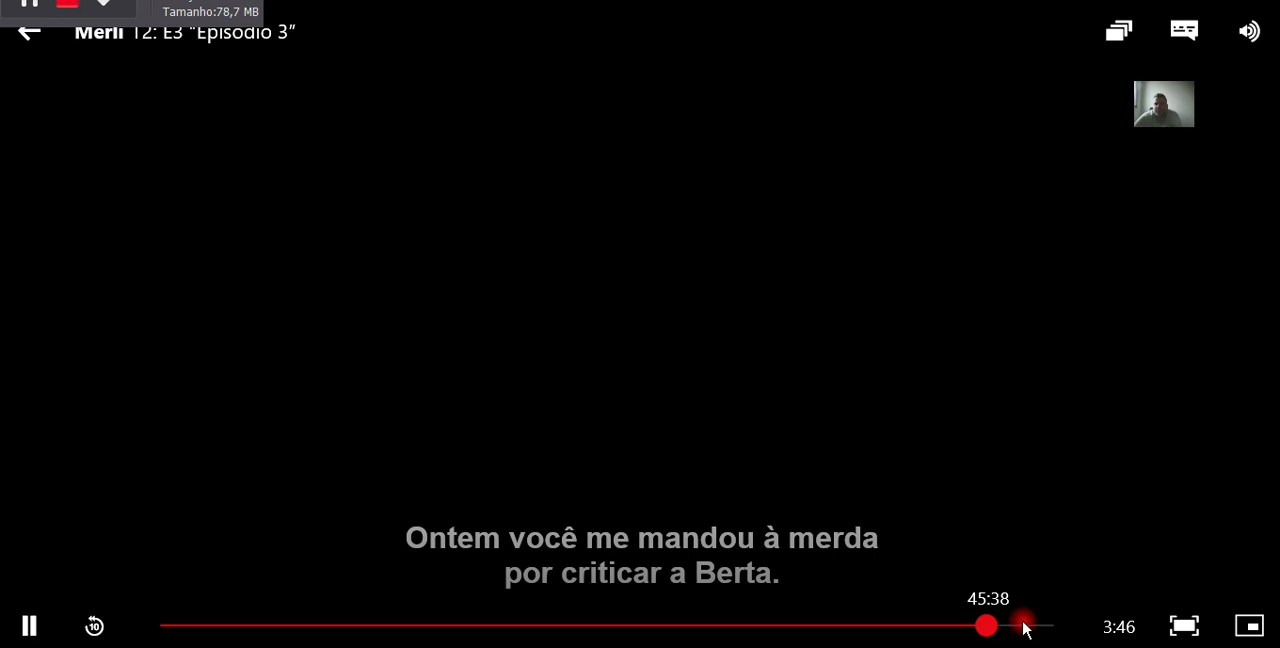 Tamanho:78,7 MB
Merlí T2: E3 "Episódio 3"
Ontem você me mandou à merda
por criticar a Berta.
45:38
10
3:46